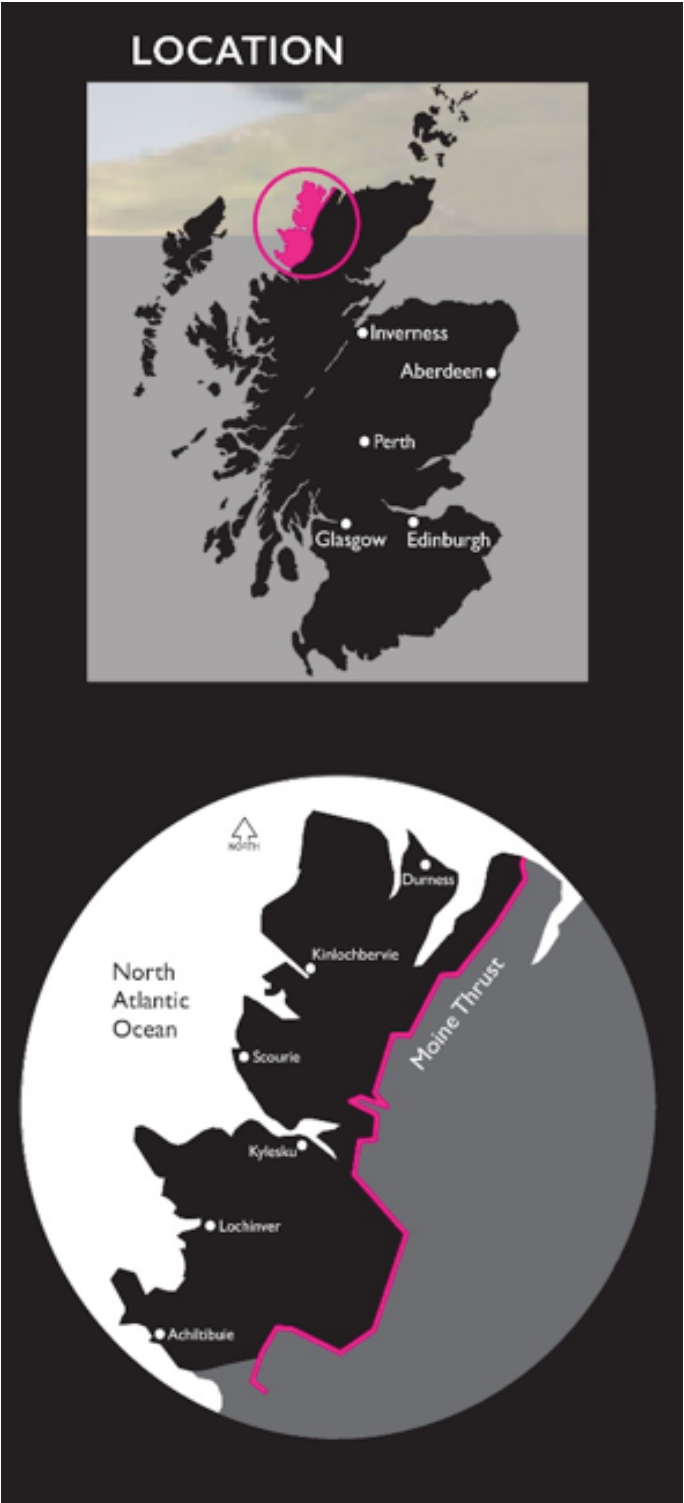 LOCATION
Inverness
Aberdeen
Perth
Glasgow
Edinburgh
NORTH
Durness
Kinlochbervie
North
Atlantic
Ocean
Moine Thrust
Scourie
Kylesku
Lochinver
Achiltibuie